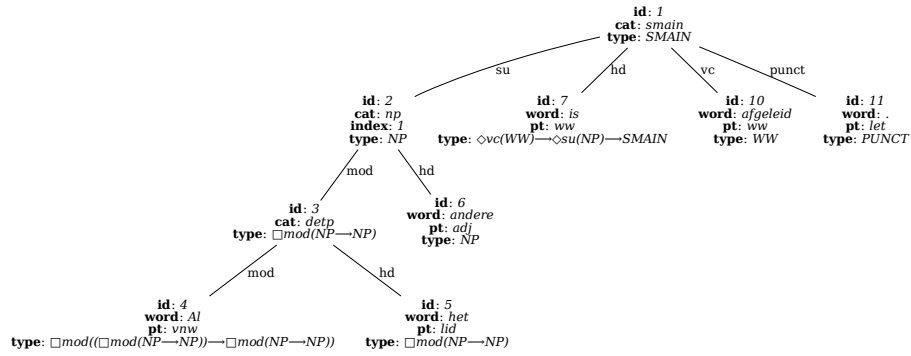 id: 1
cat: smain
type: SMAIN
su
hd
vc
punct
id: 2
cat: np
index: 1
type: NP
id: 7
word: is
pt: ww
type: ◇vc(WW)⟶◇su(NP)⟶SMAIN
id: 10
word: afgeleid
pt: ww
type: WW
id: 11
word: .
pt: let
type: PUNCT
mod
hd
id: 3
cat: detp
type: □mod(NP⟶NP)
id: 6
word: andere
pt: adj
type: NP
mod
hd
id: 4
word: Al
pt: vnw
type: □mod((□mod(NP⟶NP))⟶□mod(NP⟶NP))
id: 5
word: het
pt: lid
type: □mod(NP⟶NP)